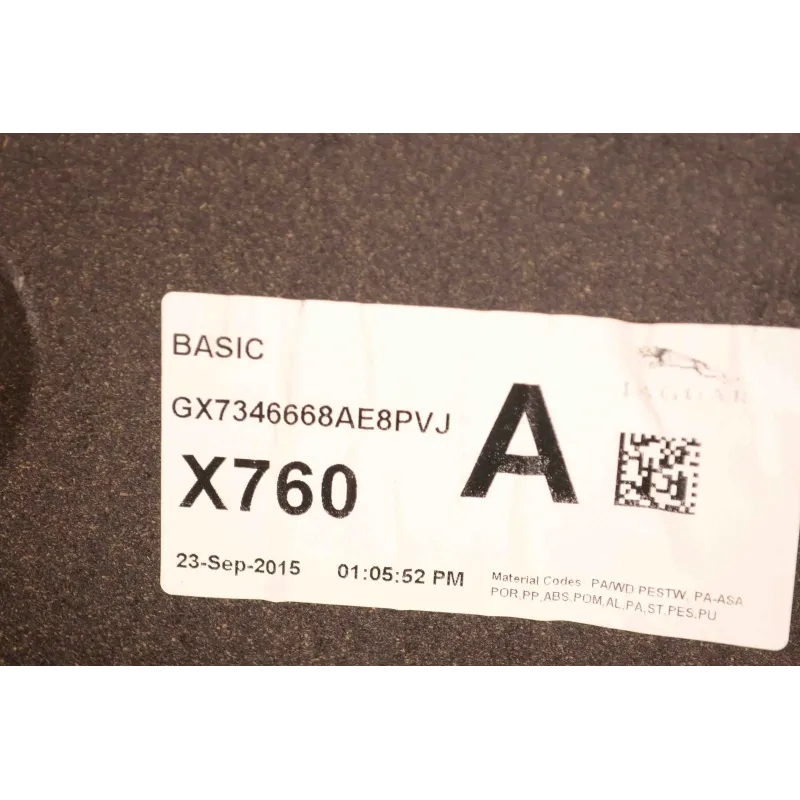 BASIC
JAGUAR
GX7346668AE8PVJ
A
X760
23-Sep-2015 01:05:52 PM
Material Codes PA/WD PESTW, PA-ASA
POR,PP,ABS,POM,AL,PA,ST,PES,PU